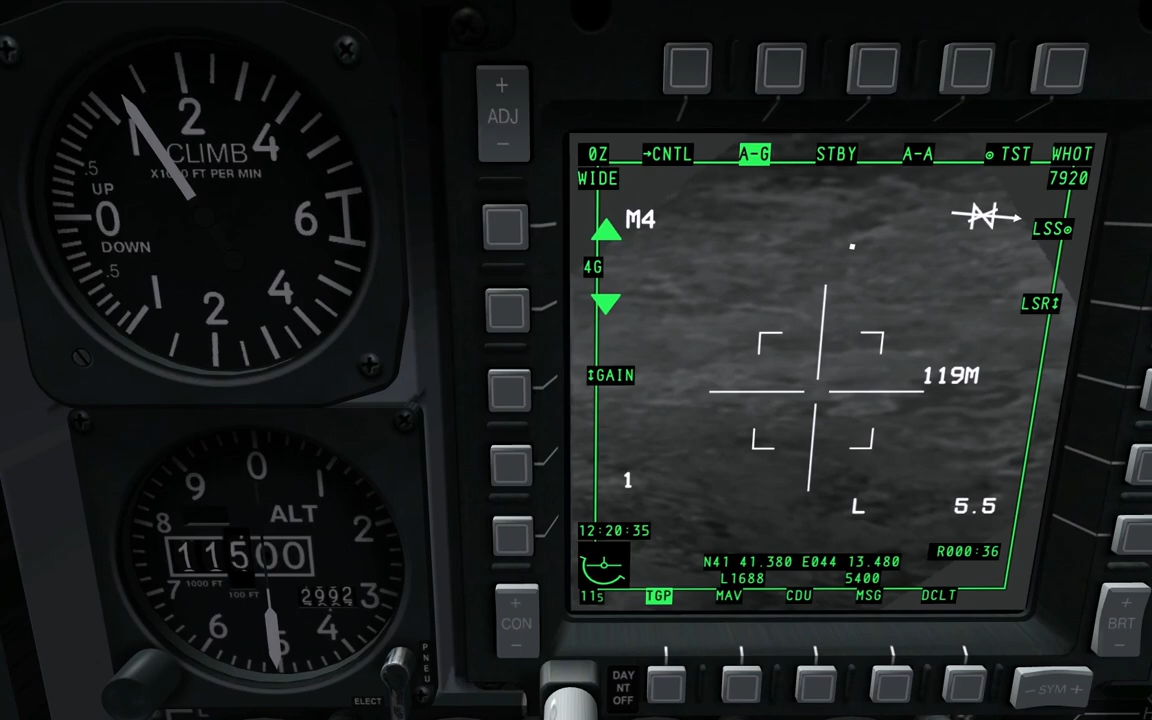 2
4
6
4
2
1
0
.5
.5
CLIMB
X1000 FT PER MIN
UP
DOWN
0
1
2
3
4
5
6
7
8
9
ALT
11500
1000 FT
100 FT
2992
PNEU
ELECT
+
ADJ
-
+
CON
-
0Z
→CNTL
A-G
STBY
A-A
⊙ TST
WHOT
WIDE
7920
M4
N
LSS⊙
4G
LSR↕
↕GAIN
119M
1
L
5.5
12:20:35
R000:36
N41 41.380 E044 13.480
L1688
5400
11s
TGP
MAV
CDU
MSG
DCLT
DAY
NT
OFF
- SYM +
+
BRT
-